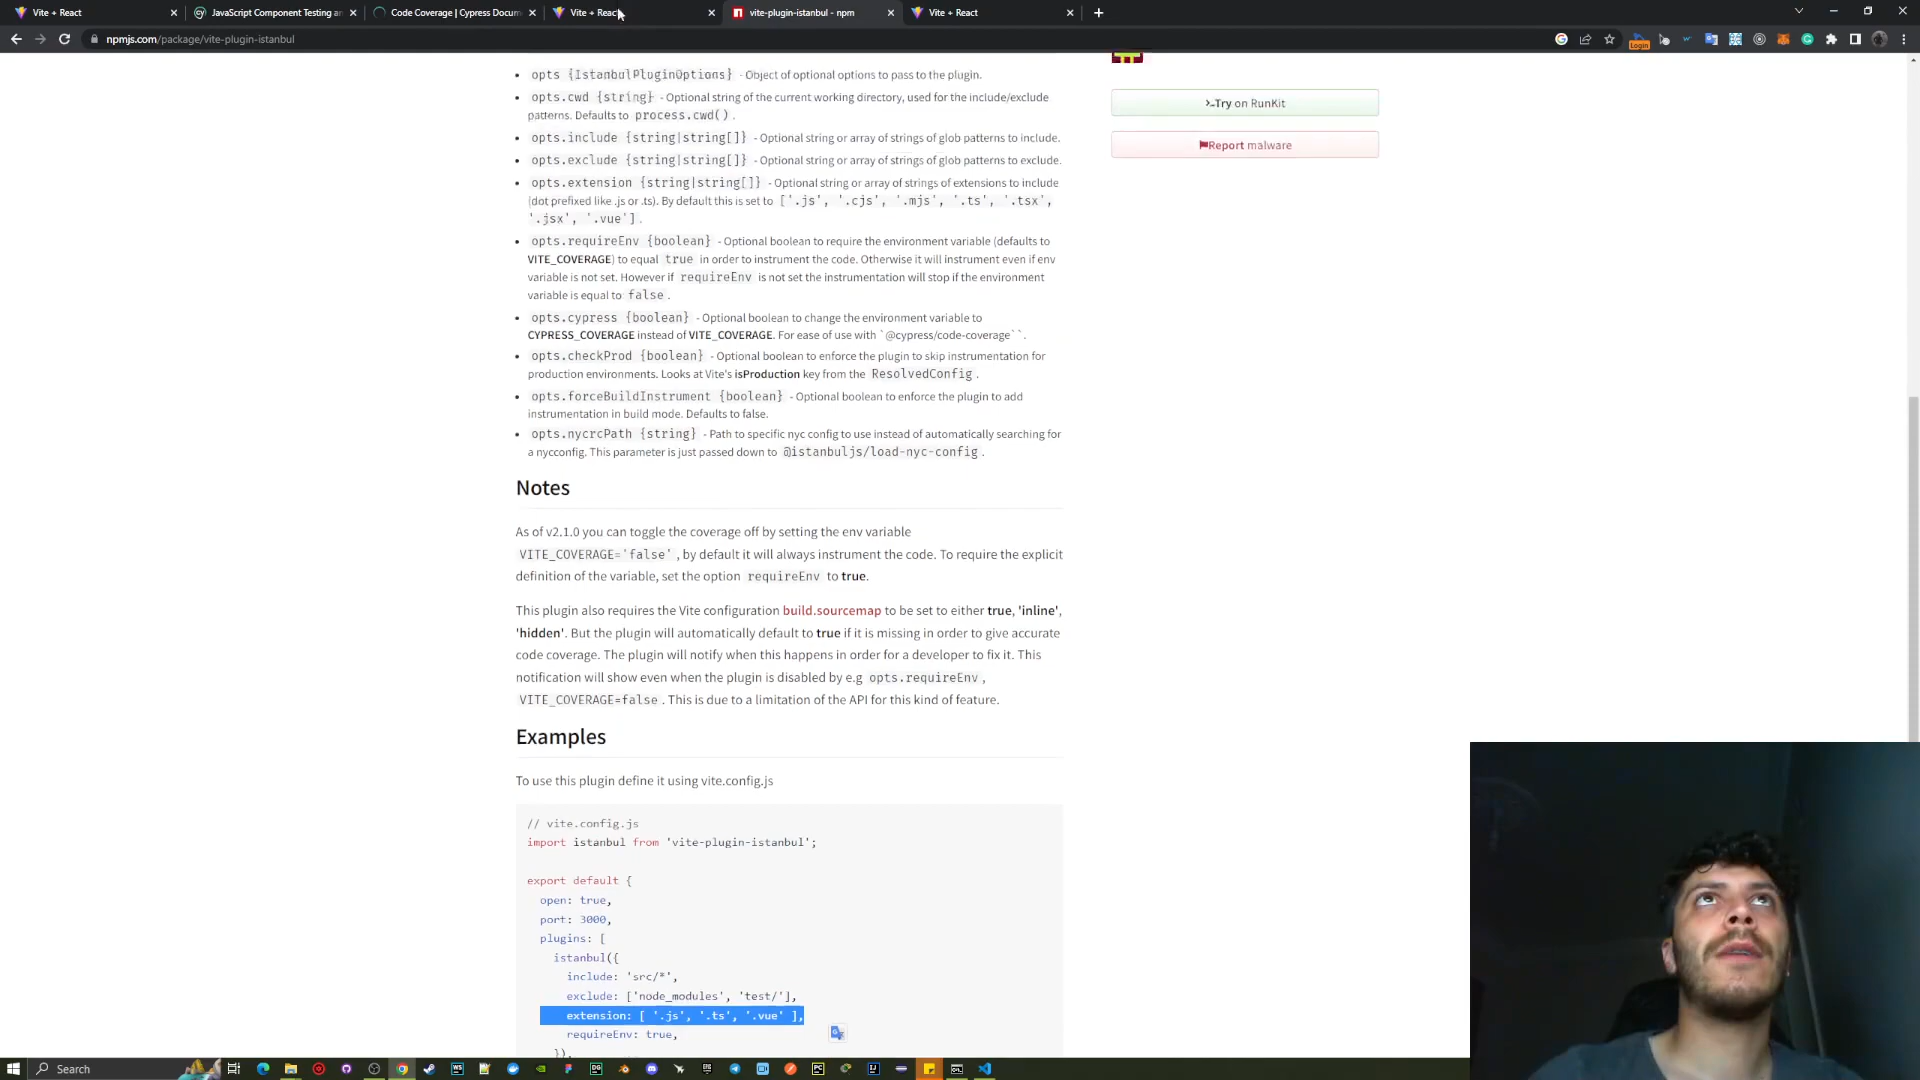 Vite + React
JavaScript Component Testing an
Code Coverage | Cypress Docum
Vite + React
vite-plugin-istanbul - npm
Vite + React
npmjs.com/package/vite-plugin-istanbul
opts {IstanbulPluginOptions} - Object of optional options to pass to the plugin.
opts.cwd {string} - Optional string of the current working directory, used for the include/exclude
patterns. Defaults to process.cwd() .
opts.include {string|string[]} - Optional string or array of strings of glob patterns to include.
opts.exclude {string|string[]} - Optional string or array of strings of glob patterns to exclude.
opts.extension {string|string[]} - Optional string or array of strings of extensions to include
(dot prefixed like .js or .ts). By default this is set to ['.js', '.cjs', '.mjs', '.ts', '.tsx',
'.jsx', '.vue'] .
opts.requireEnv {boolean} - Optional boolean to require the environment variable (defaults to
VITE_COVERAGE) to equal true in order to instrument the code. Otherwise it will instrument even if env
variable is not set. However if requireEnv is not set the instrumentation will stop if the environment
variable is equal to false .
opts.cypress {boolean} - Optional boolean to change the environment variable to
CYPRESS_COVERAGE instead of VITE_COVERAGE. For ease of use with `@cypress/code-coverage``.
opts.checkProd {boolean} - Optional boolean to enforce the plugin to skip instrumentation for
production environments. Looks at Vite's isProduction key from the ResolvedConfig .
opts.forceBuildInstrument {boolean} - Optional boolean to enforce the plugin to add
instrumentation in build mode. Defaults to false.
opts.nycrcPath {string} - Path to specific nyc config to use instead of automatically searching for
a nycconfig. This parameter is just passed down to @istanbuljs/load-nyc-config .
Try on RunKit
Report malware
Notes
As of v2.1.0 you can toggle the coverage off by setting the env variable
VITE_COVERAGE='false' , by default it will always instrument the code. To require the explicit
definition of the variable, set the option requireEnv to true.
This plugin also requires the Vite configuration build.sourcemap to be set to either true, 'inline',
'hidden'. But the plugin will automatically default to true if it is missing in order to give accurate
code coverage. The plugin will notify when this happens in order for a developer to fix it. This
notification will show even when the plugin is disabled by e.g opts.requireEnv ,
VITE_COVERAGE=false . This is due to a limitation of the API for this kind of feature.
Examples
To use this plugin define it using vite.config.js
// vite.config.js
import istanbul from 'vite-plugin-istanbul';
export default {
open: true,
port: 3000,
plugins: [
istanbul({
include: 'src/*',
exclude: ['node_modules', 'test/'],
extension: [ '.js', '.ts', '.vue' ],
requireEnv: true,
}),
Search